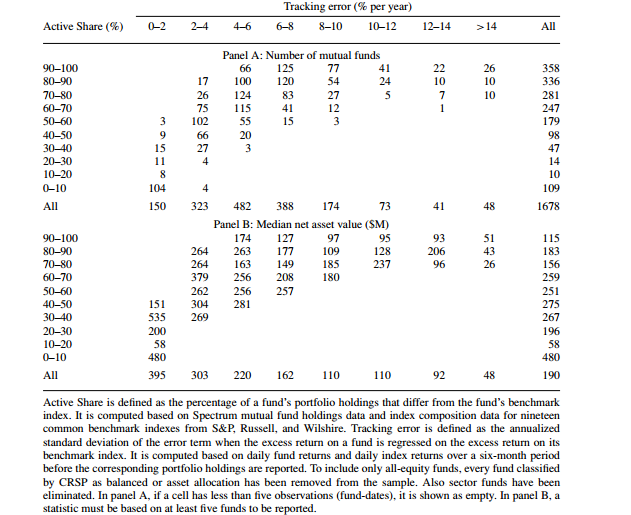 Tracking error (% per year)
Active Share (%) 0–2 2–4 4–6 6–8 8–10 10–12 12–14 >14 All
Panel A: Number of mutual funds
90–100 66 125 77 41 22 26 358
80–90 17 100 120 54 24 10 10 336
70–80 26 124 83 27 5 7 10 281
60–70 75 115 41 12 1 247
50–60 3 102 55 15 3 179
40–50 9 66 20 98
30–40 15 27 3 47
20–30 11 4 14
10–20 8 10
0–10 104 4 109
All 150 323 482 388 174 73 41 48 1678
Panel B: Median net asset value ($M)
90–100 174 127 97 95 93 51 115
80–90 264 263 177 109 128 206 43 183
70–80 264 163 149 185 237 96 26 156
60–70 379 256 208 180 259
50–60 262 256 257 251
40–50 151 304 281 275
30–40 535 269 267
20–30 200 196
10–20 58 58
0–10 480 480
All 395 303 220 162 110 110 92 48 190
Active Share is defined as the percentage of a fund's portfolio holdings that differ from the fund's benchmark
index. It is computed based on Spectrum mutual fund holdings data and index composition data for nineteen
common benchmark indexes from S&P, Russell, and Wilshire. Tracking error is defined as the annualized
standard deviation of the error term when the excess return on a fund is regressed on the excess return on its
benchmark index. It is computed based on daily fund returns and daily index returns over a six-month period
before the corresponding portfolio holdings are reported. To include only all-equity funds, every fund classified
by CRSP as balanced or asset allocation has been removed from the sample. Also sector funds have been
eliminated. In panel A, if a cell has less than five observations (fund-dates), it is shown as empty. In panel B, a
statistic must be based on at least five funds to be reported.